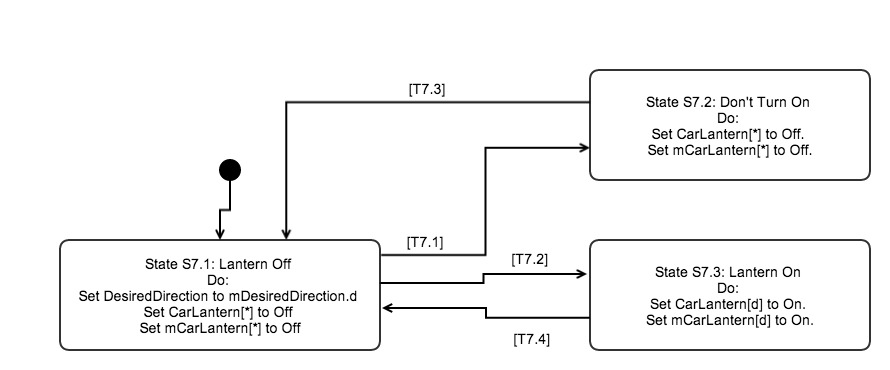 [T7.3]
State S7.2: Don't Turn On
Do:
Set CarLantern[*] to Off.
Set mCarLantern[*] to Off.
[T7.1]
[T7.2]
State S7.1: Lantern Off
Do:
Set DesiredDirection to mDesiredDirection.d
Set CarLantern[*] to Off
Set mCarLantern[*] to Off
State S7.3: Lantern On
Do:
Set CarLantern[d] to On.
Set mCarLantern[d] to On.
[T7.4]